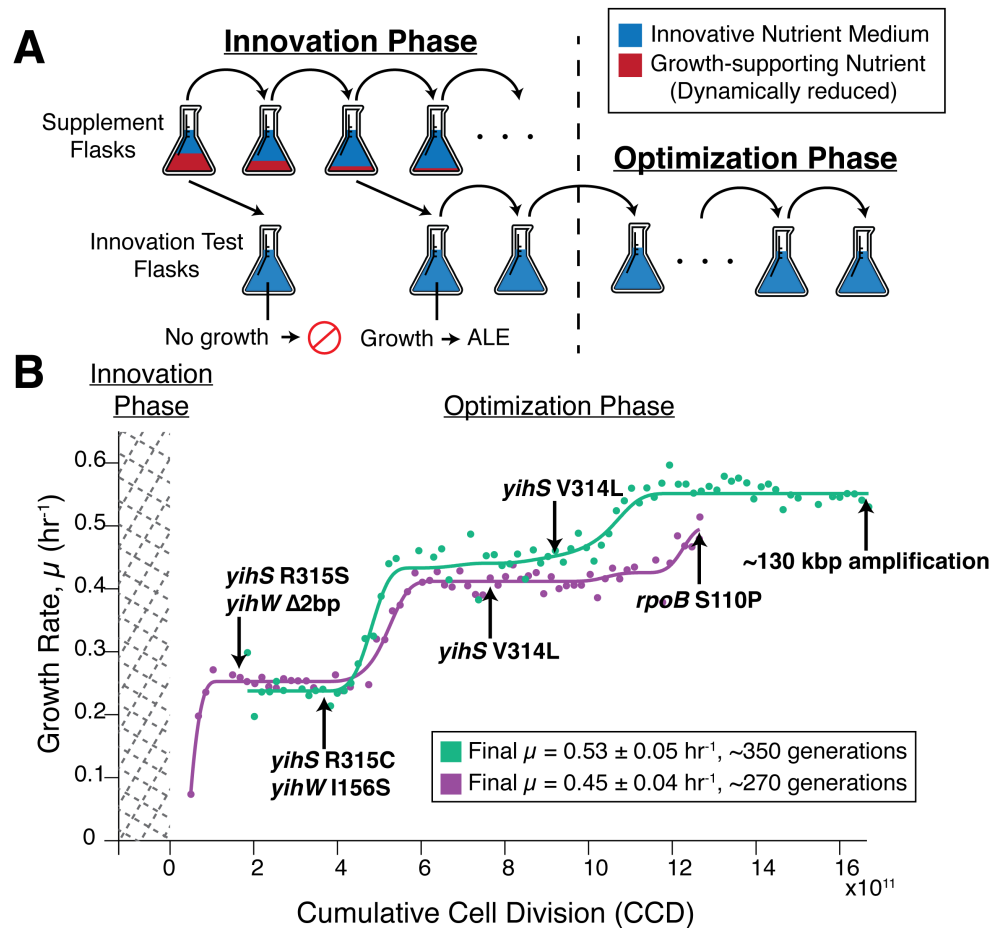 A
Innovation Phase
Innovative Nutrient Medium
Growth-supporting Nutrient
(Dynamically reduced)
Supplement
Flasks
Optimization Phase
Innovation Test
Flasks
No growth
Growth
ALE
B
Innovation
Phase
Optimization Phase
Growth Rate, μ (hr⁻¹)
0.6
0.5
0.4
0.3
0.2
0.1
0
yihS R315S
yihW Δ2bp
yihS R315C
yihW I156S
yihS V314L
yihS V314L
rpoB S110P
~130 kbp amplification
Final μ = 0.53 ± 0.05 hr⁻¹, ~350 generations
Final μ = 0.45 ± 0.04 hr⁻¹, ~270 generations
0 2 4 6 8 10 12 14 16
x10¹¹
Cumulative Cell Division (CCD)